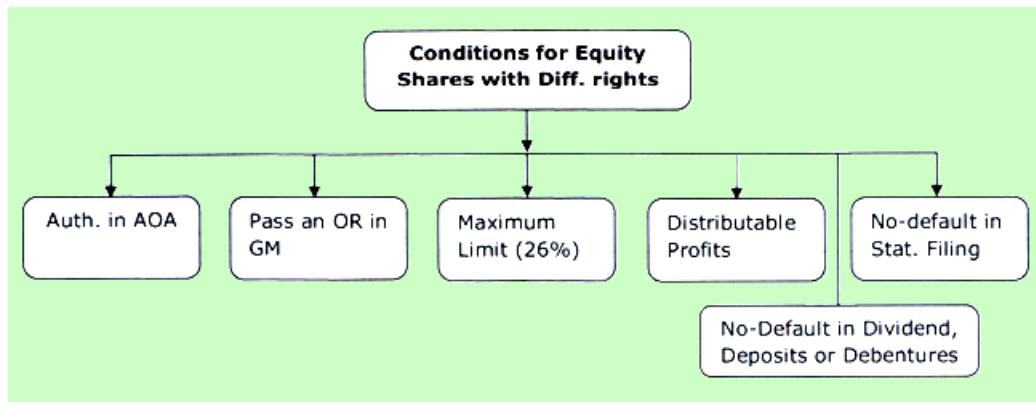 Conditions for Equity
Shares with Diff. rights
Auth. in AOA
Pass an OR in
GM
Maximum
Limit (26%)
Distributable
Profits
No-default in
Stat. Filing
No-Default in Dividend,
Deposits or Debentures